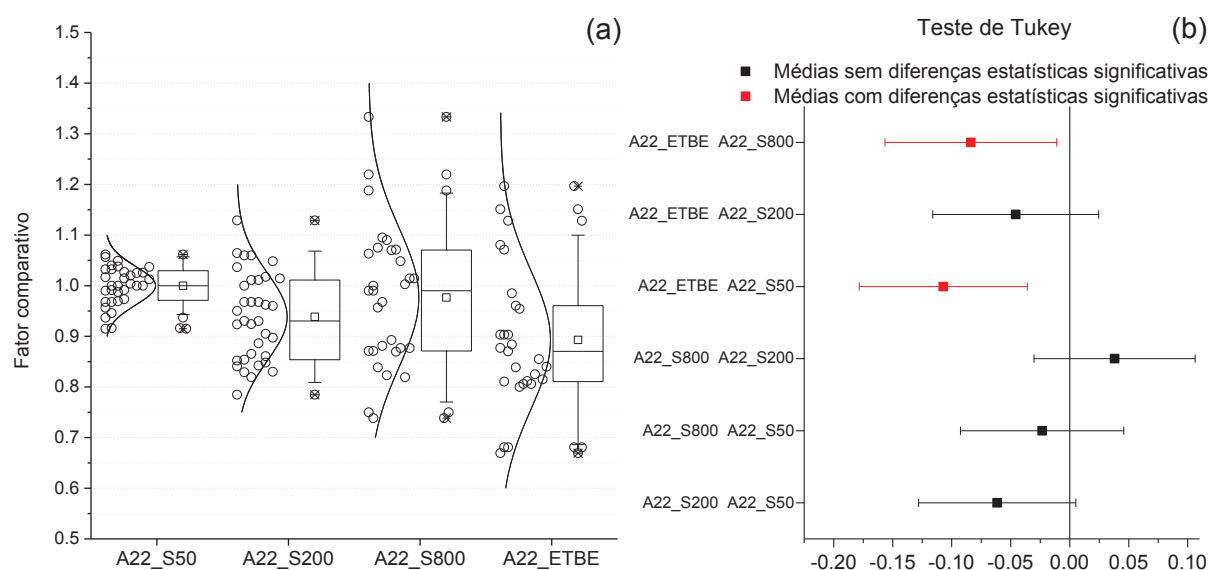 (a)
Fator comparativo
1.5
1.4
1.3
1.2
1.1
1.0
0.9
0.8
0.7
0.6
0.5
A22_S50 A22_S200 A22_S800 A22_ETBE
Teste de Tukey (b)
Médias sem diferenças estatísticas significativas
Médias com diferenças estatísticas significativas
A22_ETBE A22_S800
A22_ETBE A22_S200
A22_ETBE A22_S50
A22_S800 A22_S200
A22_S800 A22_S50
A22_S200 A22_S50
-0.20 -0.15 -0.10 -0.05 0.00 0.05 0.10